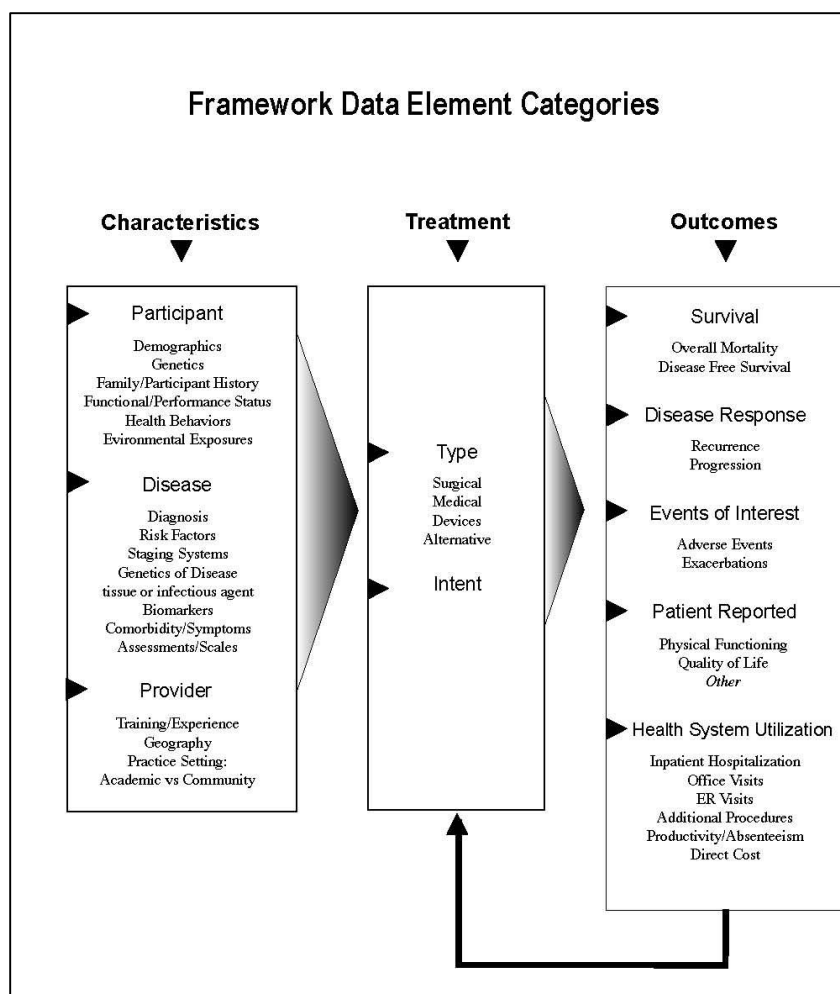 Framework Data Element Categories
Characteristics
Participant
Demographics
Genetics
Family/Participant History
Functional/Performance Status
Health Behaviors
Evironmental Exposures
Disease
Diagnosis
Risk Factors
Staging Systems
Genetics of Disease
tissue or infectious agent
Biomarkers
Comorbidity/Symptoms
Assessments/Scales
Provider
Training/Experience
Geography
Practice Setting:
Academic vs Community
Treatment
Type
Surgical
Medical
Devices
Alternative
Intent
Outcomes
Survival
Overall Mortality
Disease Free Survival
Disease Response
Recurrence
Progression
Events of Interest
Adverse Events
Exacerbations
Patient Reported
Physical Functioning
Quality of Life
Other
Health System Utilization
Inpatient Hospitalization
Office Visits
ER Visits
Additional Procedures
Productivity/Absenteeism
Direct Cost